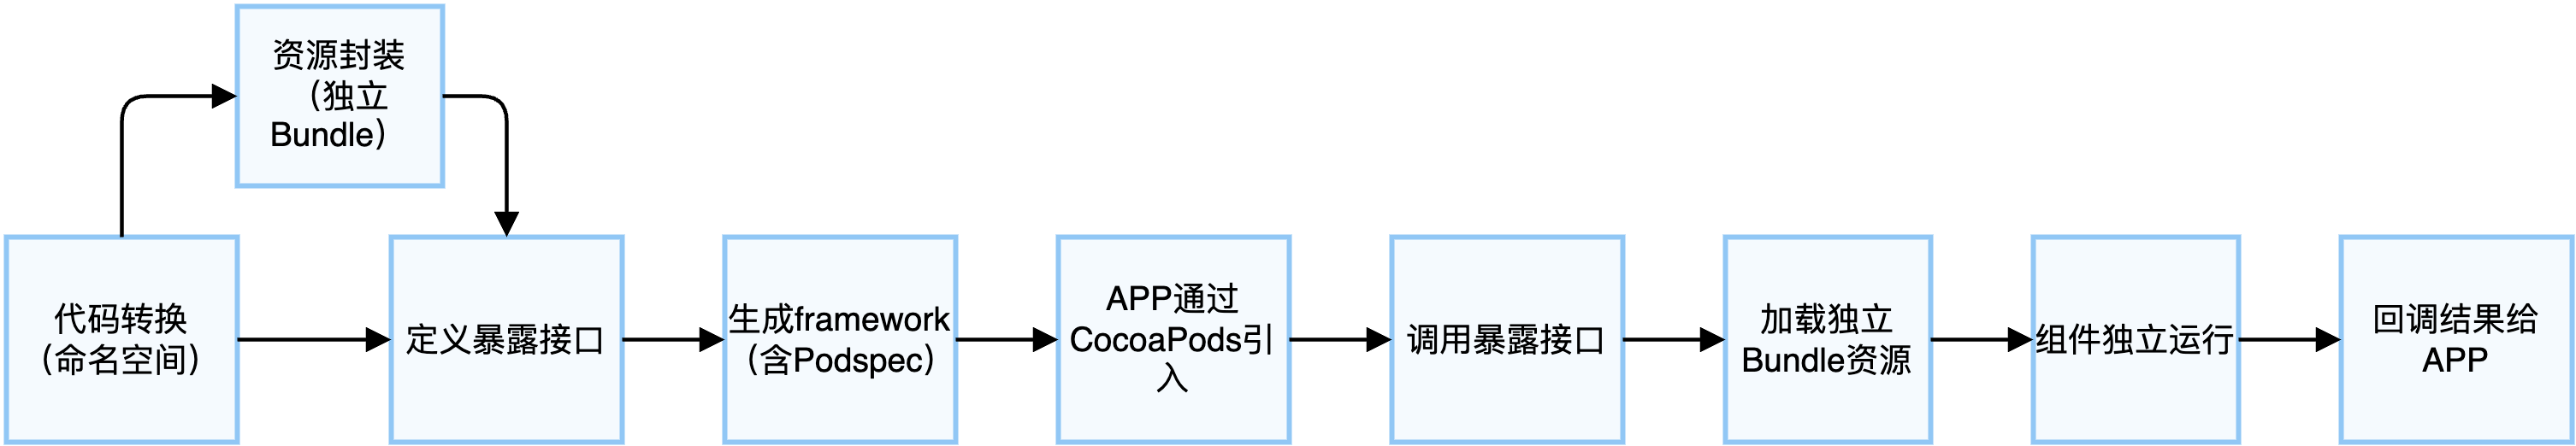 资源封装
（独立
Bundle）
代码转换
（命名空间）
定义暴露接口
生成framework
（含Podspec）
APP通过
CocoaPods引
入
调用暴露接口
加载独立
Bundle资源
组件独立运行
回调结果给
APP